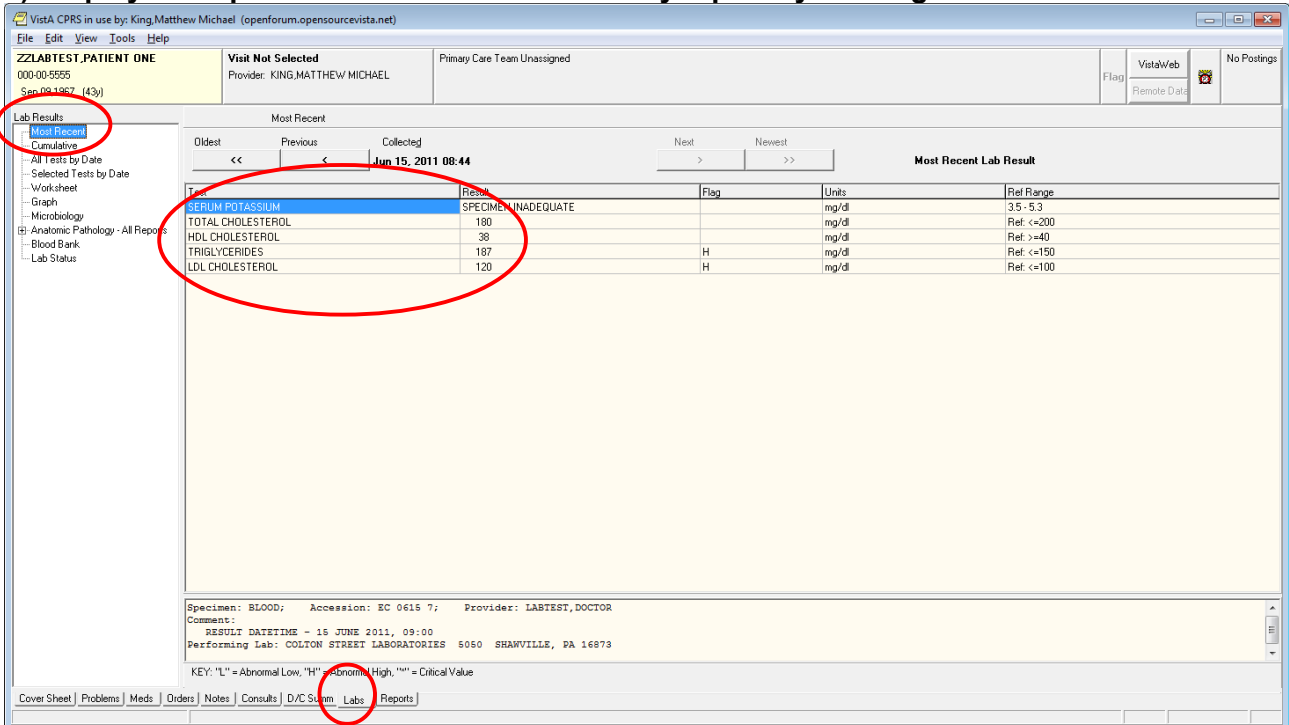 VistA CPRS in use by: King,Matthew Michael (openforum.opensourcevista.net)
File Edit View Tools Help
ZZLABTEST,PATIENT ONE
000-00-5555
Sep 09,1967 (43y)
Visit Not Selected
Provider: KING,MATTHEW MICHAEL
Primary Care Team Unassigned
Flag
VistaWeb
Remote Data
No Postings
Lab Results
Most Recent
Cumulative
All Tests by Date
Selected Tests by Date
Worksheet
Graph
Microbiology
Anatomic Pathology - All Reports
Blood Bank
Lab Status
Most Recent
Oldest Previous Collected Next Newest
<< < Jun 15, 2011 08:44 > >> Most Recent Lab Result
Test Result Flag Units Ref Range
SERUM POTASSIUM SPECIMEN INADEQUATE mg/dl 3.5 - 5.3
TOTAL CHOLESTEROL 180 mg/dl Ref: <=200
HDL CHOLESTEROL 38 mg/dl Ref: >=40
TRIGLYCERIDES 187 H mg/dl Ref: <=150
LDL CHOLESTEROL 120 H mg/dl Ref: <=100
Specimen: BLOOD; Accession: EC 0615 7; Provider: LABTEST,DOCTOR
Comment:
RESULT DATETIME - 15 JUNE 2011, 09:00
Performing Lab: COLTON STREET LABORATORIES 5050 SHAWVILLE, PA 16873
KEY: "L" = Abnormal Low, "H" = Abnormal High, "*" = Critical Value
Cover Sheet Problems Meds Orders Notes Consults D/C Summ Labs Reports